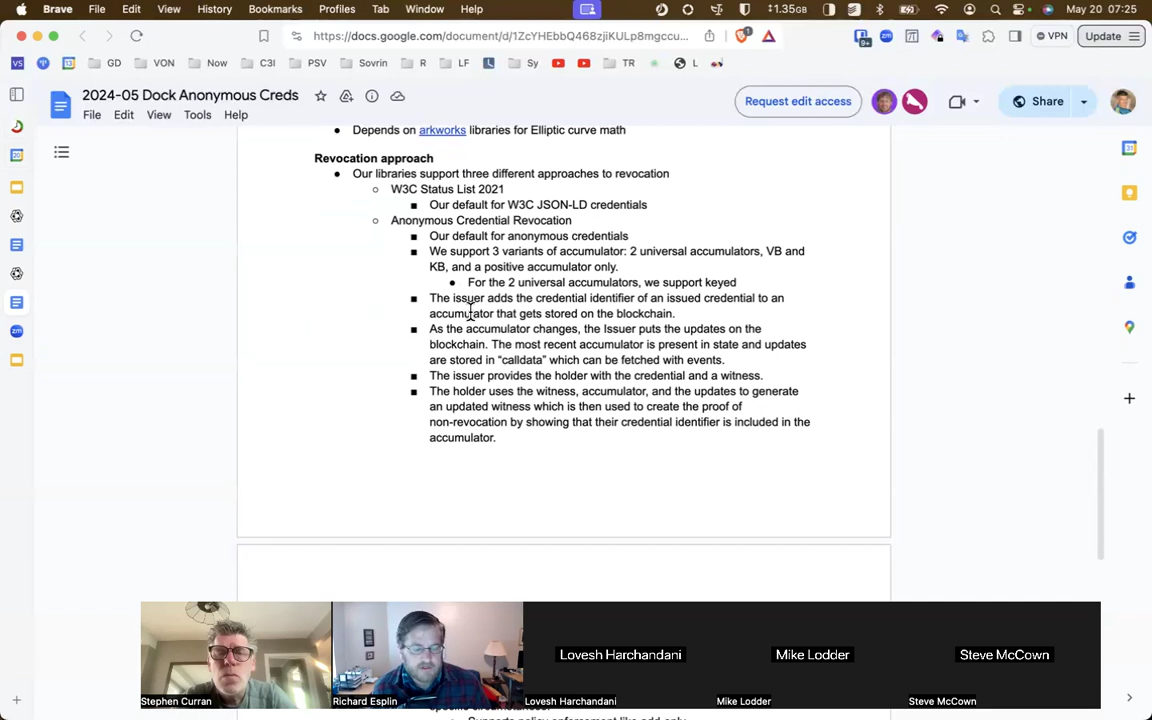 Brave File Edit View History Bookmarks Profiles Tab Window Help 1.35GB May 20 07:25
https://docs.google.com/document/d/1ZcYHEbbQ468zjiKULp8mgccu... 9+ VPN Update
VS 13 GD VON Now C3I PSV Sovrin R LF Sy TR L
2024-05 Dock Anonymous Creds
File Edit View Tools Help
Request edit access
Share
Depends on arkworks libraries for Elliptic curve math
Revocation approach
Our libraries support three different approaches to revocation
W3C Status List 2021
Our default for W3C JSON-LD credentials
Anonymous Credential Revocation
Our default for anonymous credentials
We support 3 variants of accumulator: 2 universal accumulators, VB and
KB, and a positive accumulator only.
For the 2 universal accumulators, we support keyed
The issuer adds the credential identifier of an issued credential to an
accumulator that gets stored on the blockchain.
As the accumulator changes, the Issuer puts the updates on the
blockchain. The most recent accumulator is present in state and updates
are stored in “calldata” which can be fetched with events.
The issuer provides the holder with the credential and a witness.
The holder uses the witness, accumulator, and the updates to generate
an updated witness which is then used to create the proof of
non-revocation by showing that their credential identifier is included in the
accumulator.
Lovesh Harchandani Mike Lodder Steve McCown
Stephen Curran Richard Esplin Lovesh Harchandani Mike Lodder Steve McCown